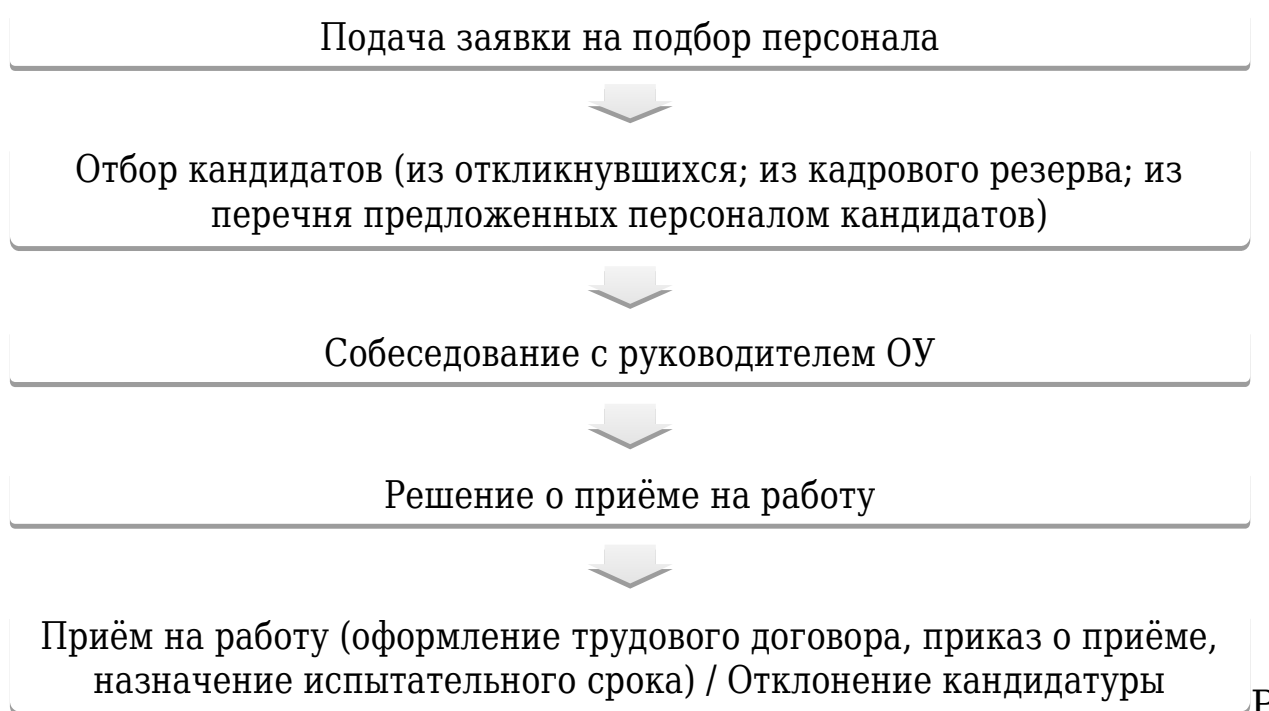 Подача заявки на подбор персонала
Отбор кандидатов (из откликнувшихся; из кадрового резерва; из
перечня предложенных персоналом кандидатов)
Собеседование с руководителем ОУ
Решение о приёме на работу
Приём на работу (оформление трудового договора, приказ о приёме,
назначение испытательного срока) / Отклонение кандидатуры